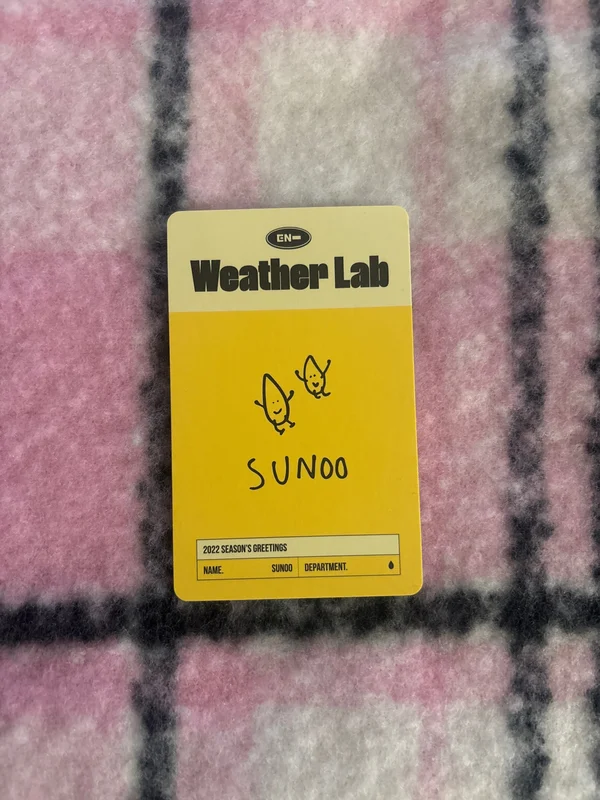 EN-
Weather Lab
SUNOO
2022 SEASON'S GREETINGS
NAME. SUNOO DEPARTMENT.